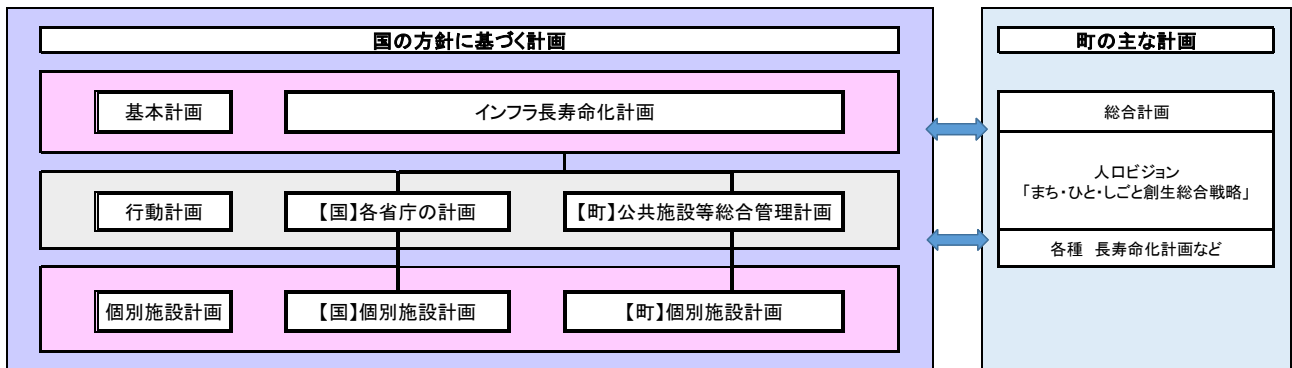 国の方針に基づく計画
町の主な計画
基本計画
インフラ長寿命化計画
総合計画
人口ビジョン
「まち・ひと・しごと創生総合戦略」
行動計画
【国】各省庁の計画
【町】公共施設等総合管理計画
各種　長寿命化計画など
個別施設計画
【国】個別施設計画
【町】個別施設計画